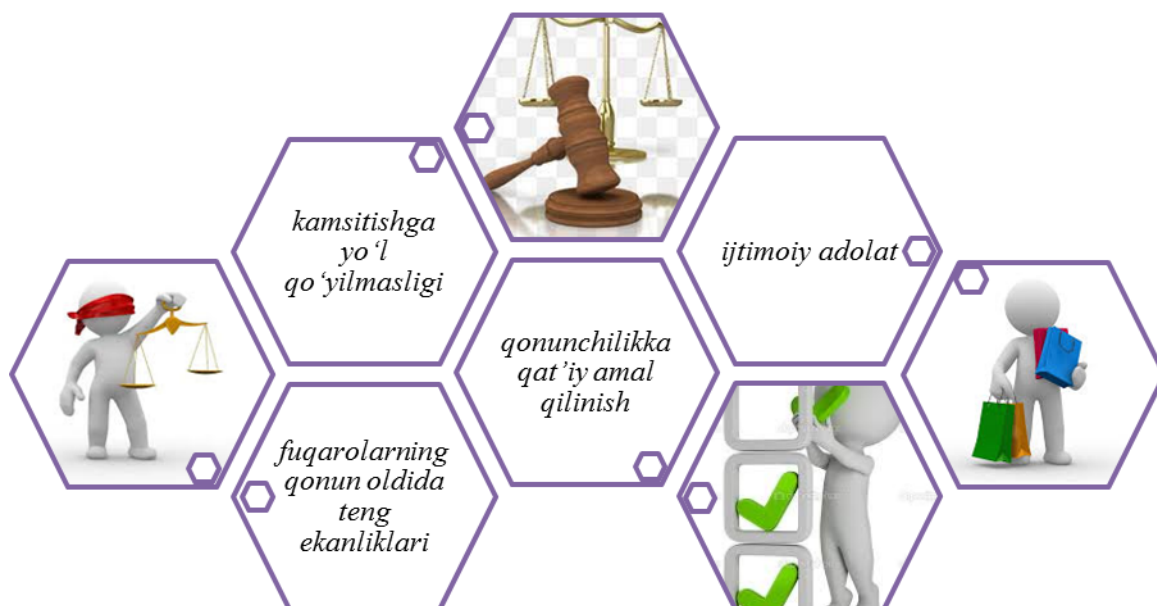 kamsitishga
yo‘l
qo‘yilmasligi
ijtimoiy adolat
qonunchilikka
qat’iy amal
qilinish
fuqarolarning
qonun oldida
teng
ekanliklari